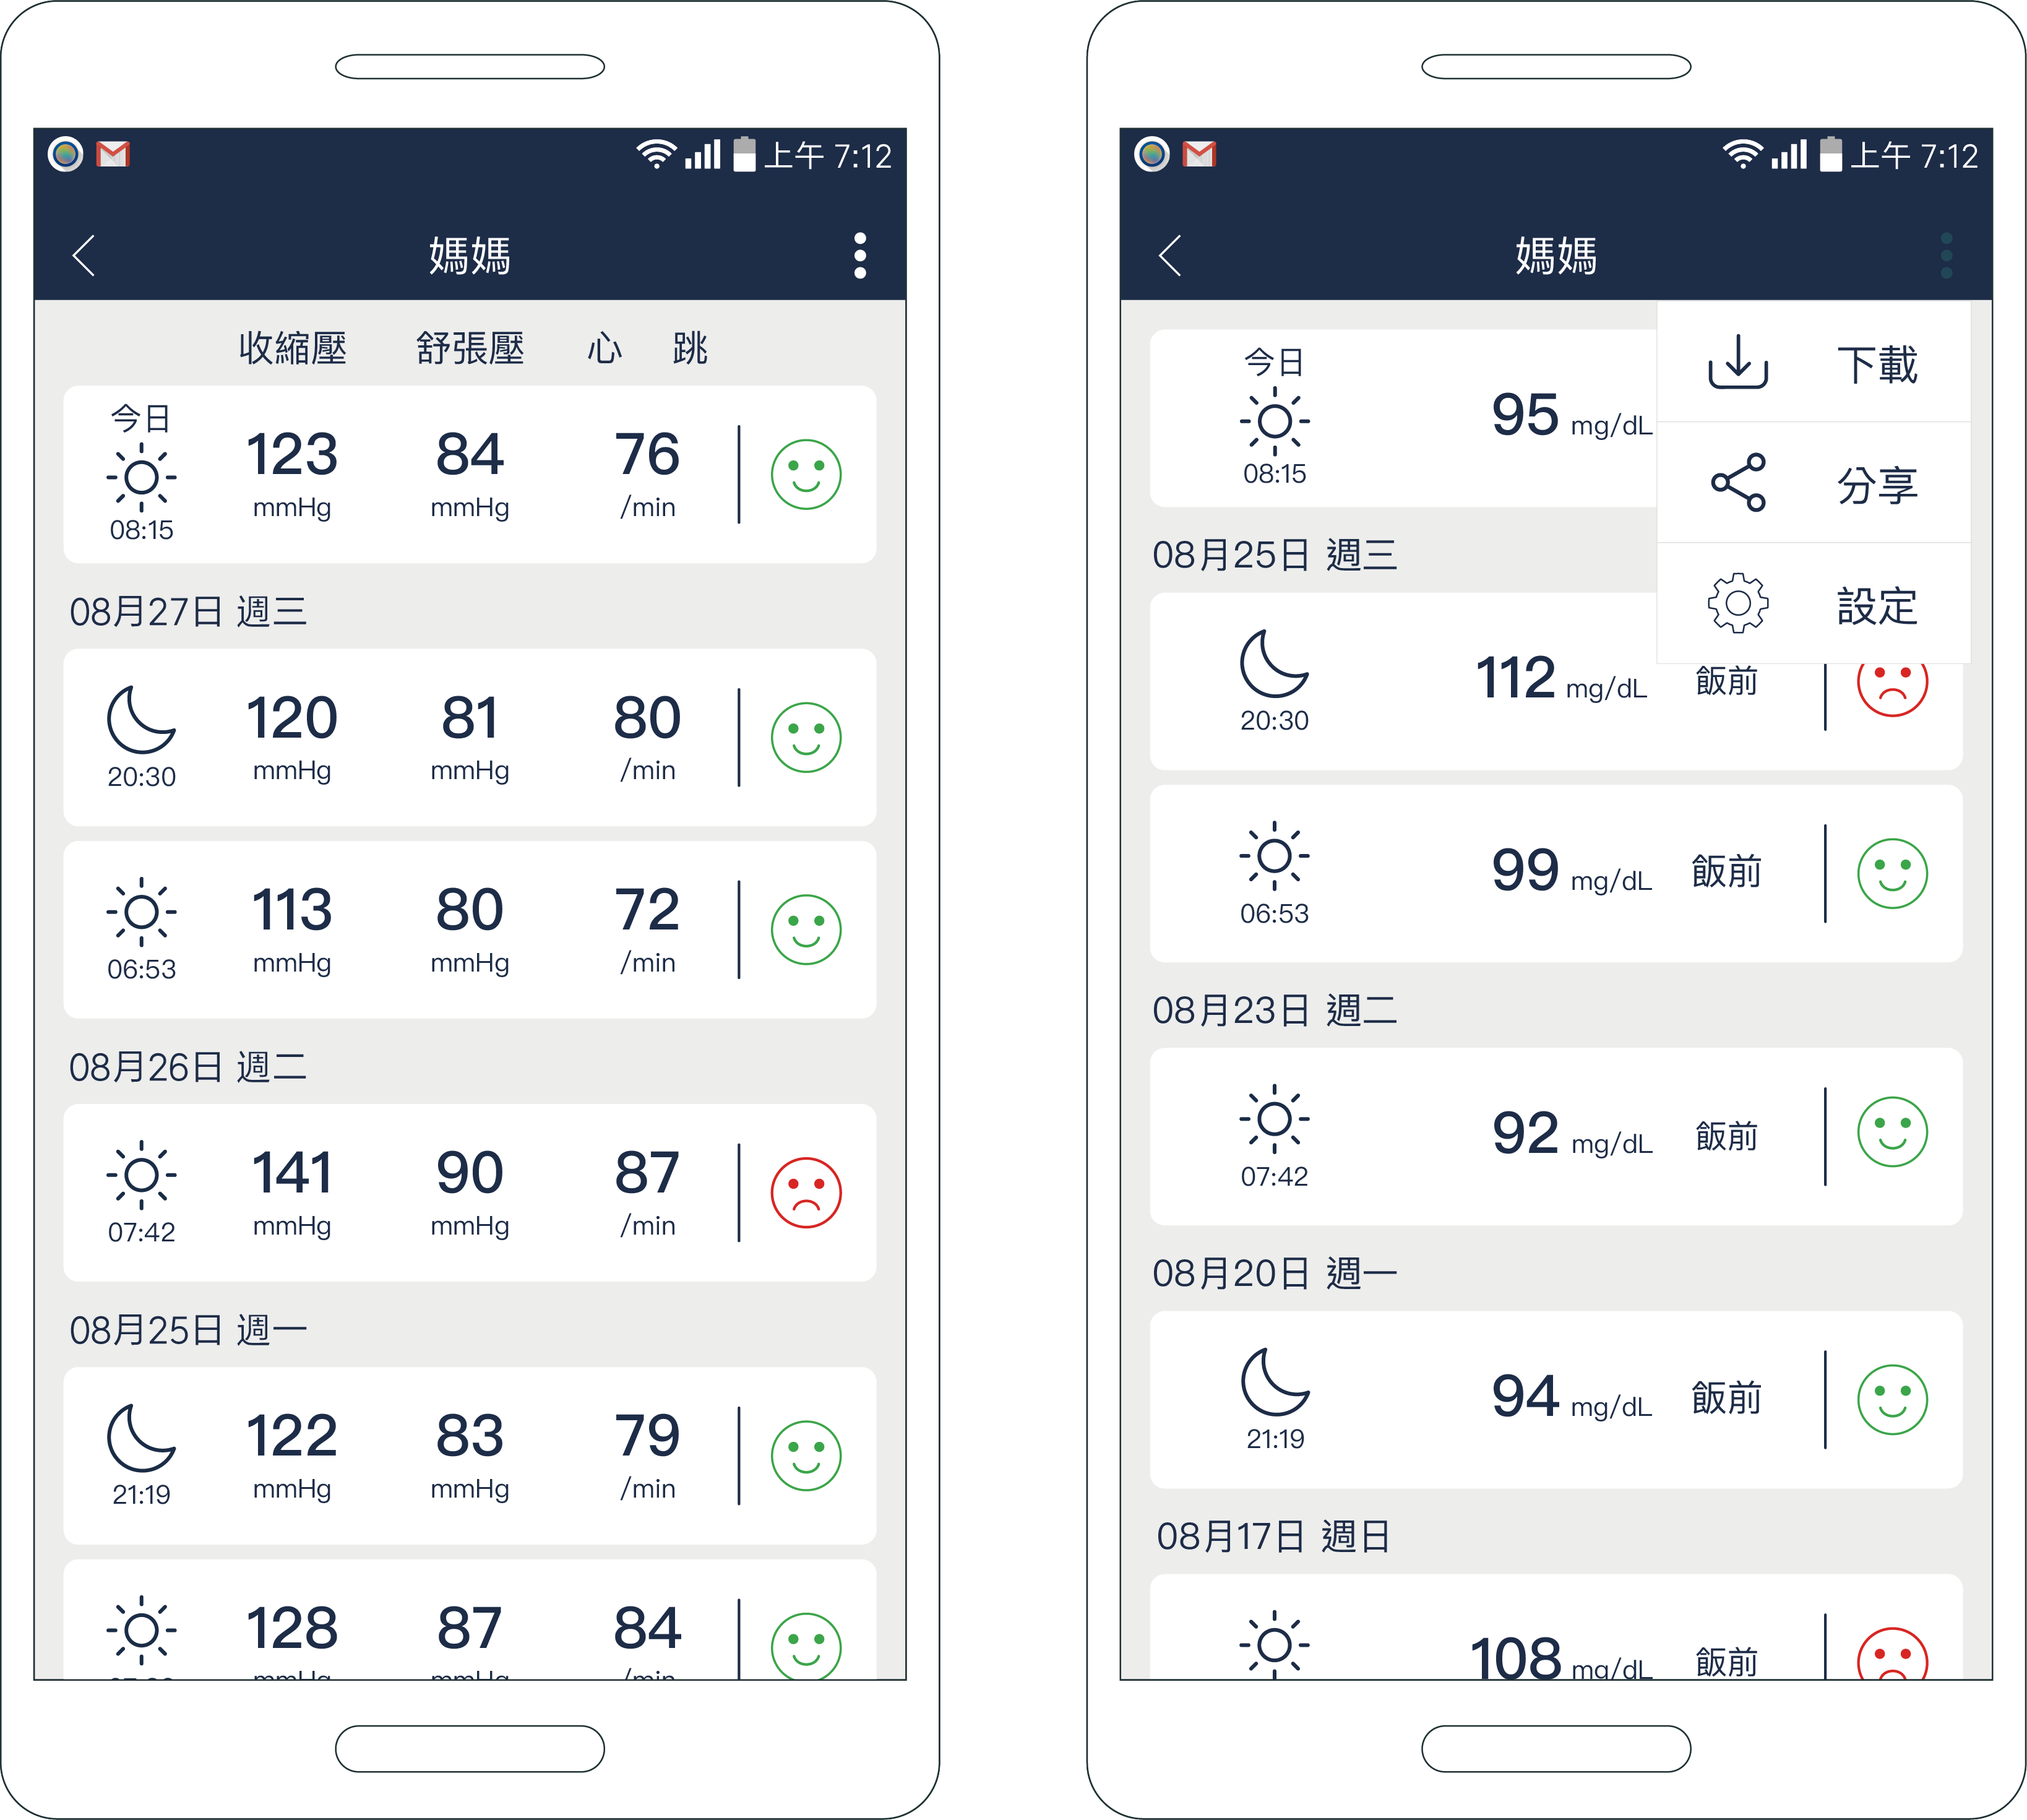 上午 7:12
媽媽
收縮壓 舒張壓 心 跳
今日
123 84 76
mmHg mmHg /min
08:15
08月27日 週三
120 81 80
mmHg mmHg /min
20:30
113 80 72
mmHg mmHg /min
06:53
08月26日 週二
141 90 87
mmHg mmHg /min
07:42
08月25日 週一
122 83 79
mmHg mmHg /min
21:19
128 87 84
mmHg mmHg /min
上午 7:12
媽媽
下載
分享
設定
今日
95 mg/dL
08:15
08月25日 週三
112 mg/dL 飯前
20:30
99 mg/dL 飯前
06:53
08月23日 週二
92 mg/dL 飯前
07:42
08月20日 週一
94 mg/dL 飯前
21:19
08月17日 週日
108 mg/dL 飯前